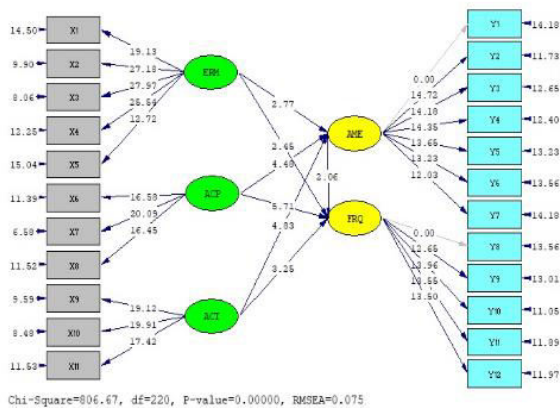 14.50 X1
9.90 X2
8.06 X3
12.25 X4
15.04 X5
11.39 X6
6.58 X7
11.52 X8
9.59 X9
8.48 X10
11.53 X11
19.13
27.18
27.97
25.54
12.72
16.58
20.09
16.45
19.12
19.91
17.42
ERM
ACP
ACT
2.77
2.45
4.48
5.71
4.83
3.25
AME
2.06
FRQ
0.00
14.72
14.18
14.35
13.65
13.23
12.03
0.00
12.65
13.96
13.55
13.50
Y1 14.18
Y2 11.73
Y3 12.65
Y4 12.40
Y5 13.23
Y6 13.56
Y7 14.18
Y8 13.56
Y9 13.01
Y10 11.05
Y11 11.89
Y12 11.97
Chi-Square=806.67, df=220, P-value=0.00000, RMSEA=0.075